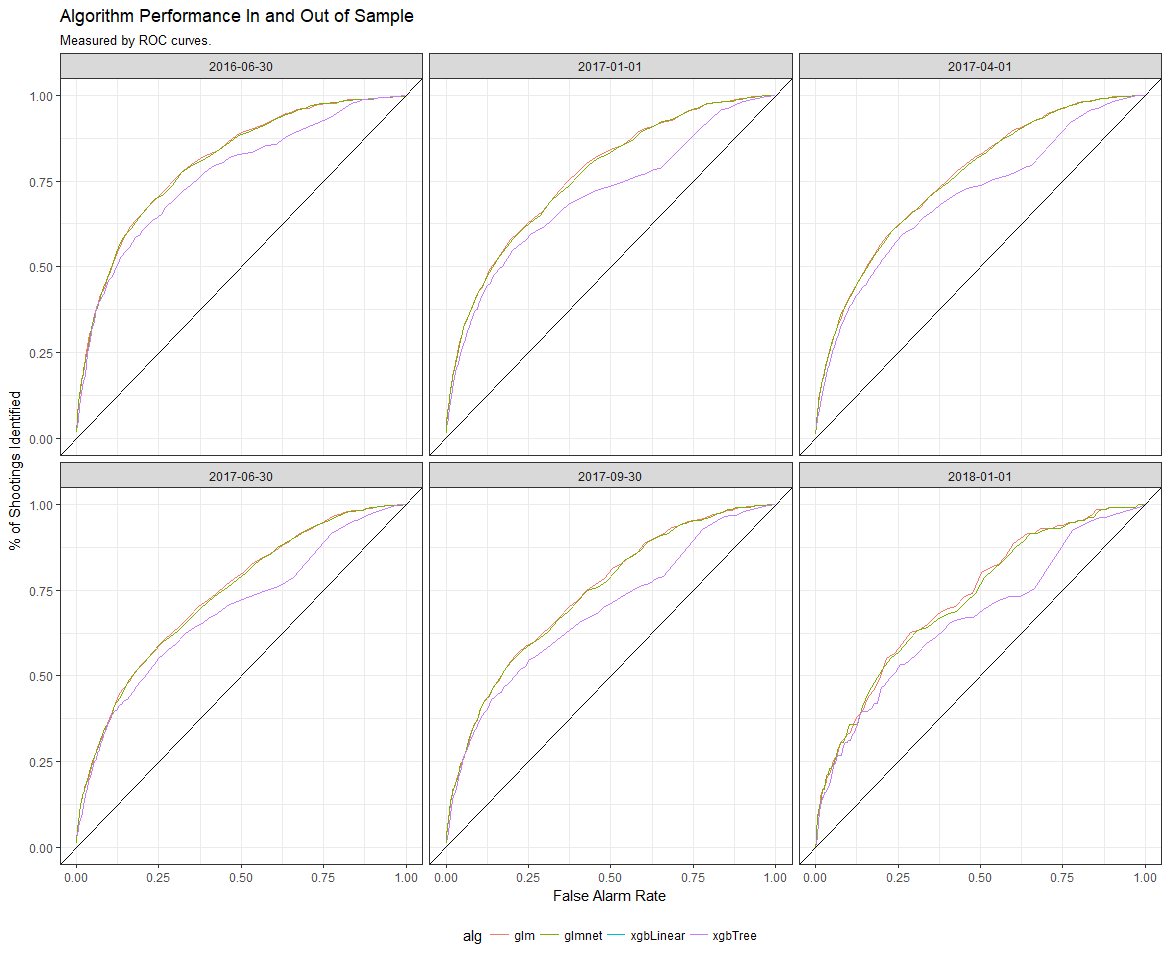 Algorithm Performance In and Out of Sample
Measured by ROC curves.
2016-06-30
2017-01-01
2017-04-01
1.00
0.75
0.50
0.25
0.00
% of Shootings Identified
2017-06-30
2017-09-30
2018-01-01
1.00
0.75
0.50
0.25
0.00
0.00 0.25 0.50 0.75 1.00
0.00 0.25 0.50 0.75 1.00
0.00 0.25 0.50 0.75 1.00
False Alarm Rate
alg glm glmnet xgbLinear xgbTree